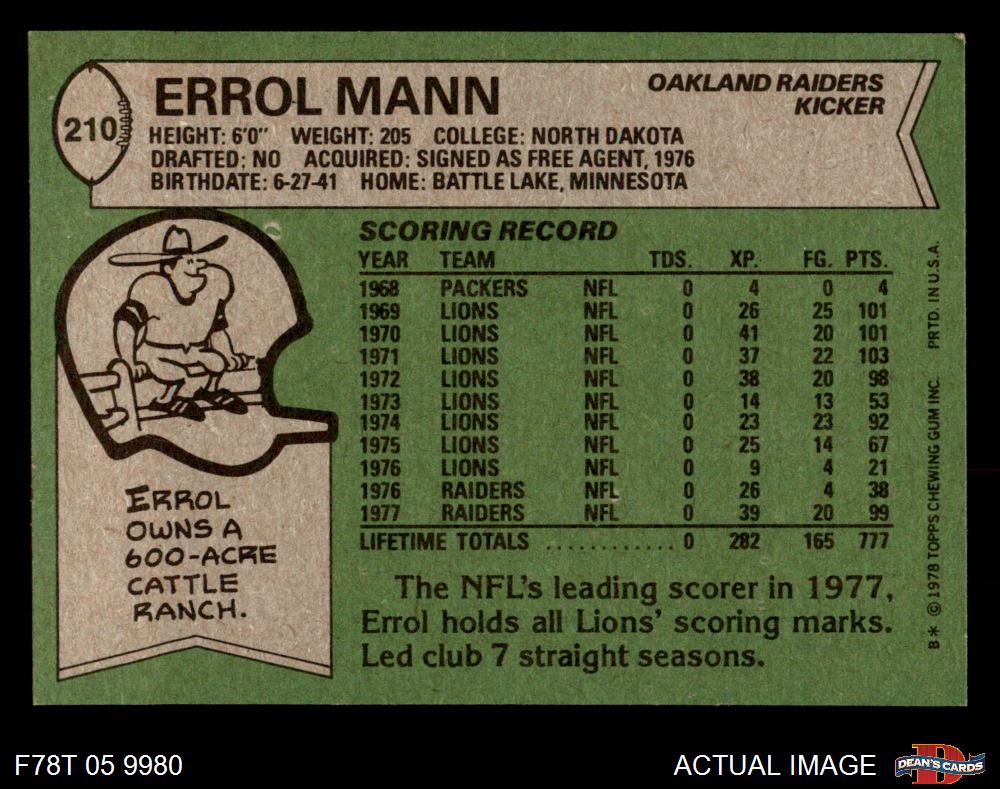 210
ERROL MANN
OAKLAND RAIDERS
KICKER
HEIGHT: 6'0" WEIGHT: 205 COLLEGE: NORTH DAKOTA
DRAFTED: NO ACQUIRED: SIGNED AS FREE AGENT, 1976
BIRTHDATE: 6-27-41 HOME: BATTLE LAKE, MINNESOTA
SCORING RECORD
YEAR TEAM TDS. XP. FG. PTS.
1968 PACKERS NFL 0 4 0 4
1969 LIONS NFL 0 26 25 101
1970 LIONS NFL 0 41 20 101
1971 LIONS NFL 0 37 22 103
1972 LIONS NFL 0 38 20 98
1973 LIONS NFL 0 14 13 53
1974 LIONS NFL 0 23 23 92
1975 LIONS NFL 0 25 14 67
1976 LIONS NFL 0 9 4 21
1976 RAIDERS NFL 0 26 4 38
1977 RAIDERS NFL 0 39 20 99
LIFETIME TOTALS ............ 0 282 165 777
ERROL
OWNS A
600-ACRE
CATTLE
RANCH.
The NFL's leading scorer in 1977,
Errol holds all Lions' scoring marks.
Led club 7 straight seasons.
B* © 1978 TOPPS CHEWING GUM INC. PRTD. IN U.S.A.
F78T 05 9980
ACTUAL IMAGE
D
DEAN'S CARDS